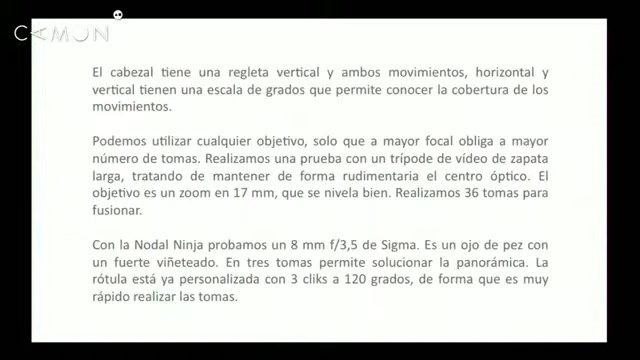 CAMON
El cabezal tiene una regleta vertical y ambos movimientos, horizontal y
vertical tienen una escala de grados que permite conocer la cobertura de los
movimientos.
Podemos utilizar cualquier objetivo, solo que a mayor focal obliga a mayor
número de tomas. Realizamos una prueba con un trípode de vídeo de zapata
larga, tratando de mantener de forma rudimentaria el centro óptico. El
objetivo es un zoom en 17 mm, que se nivela bien. Realizamos 36 tomas para
fusionar.
Con la Nodal Ninja probamos un 8 mm f/3,5 de Sigma. Es un ojo de pez con
un fuerte viñeteado. En tres tomas permite solucionar la panorámica. La
rótula está ya personalizada con 3 cliks a 120 grados, de forma que es muy
rápido realizar las tomas.